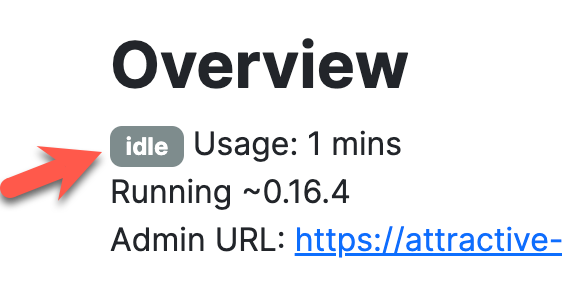 Overview
idle Usage: 1 mins
Running ~0.16.4
Admin URL: https://attractive-